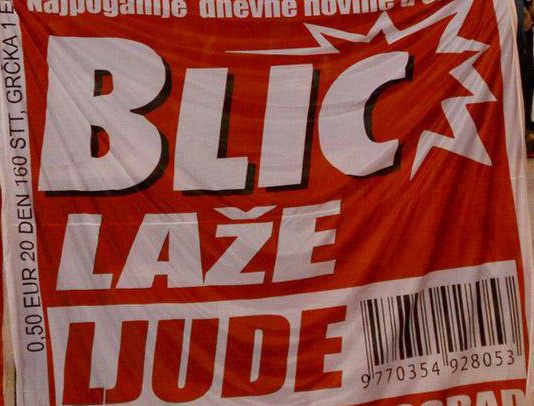 Najpoganije dnevne novine u
BLIC
LAŽE
LJUDE
9770354 928053
0,50 EUR 20 DEN 160 STT, GRČKA 1